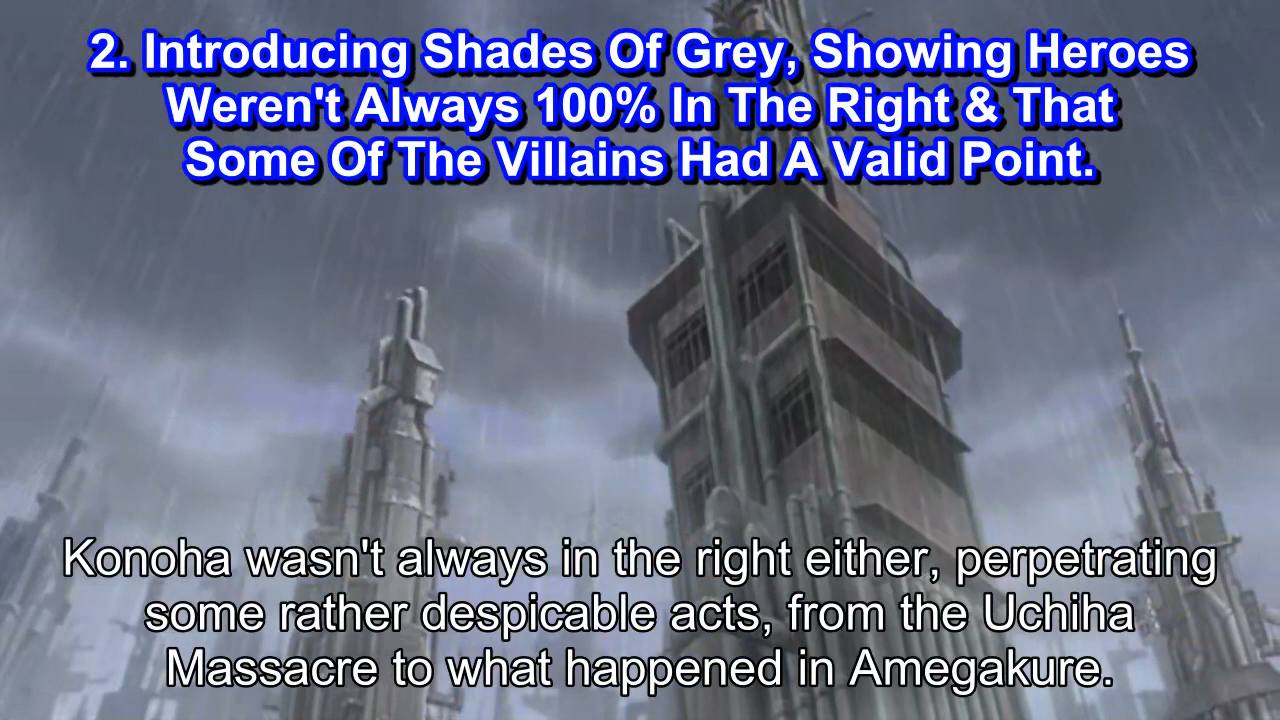 2. Introducing Shades Of Grey, Showing Heroes
Weren't Always 100% In The Right & That
Some Of The Villains Had A Valid Point.
Konoha wasn't always in the right either, perpetrating
some rather despicable acts, from the Uchiha
Massacre to what happened in Amegakure.